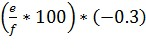 (e/f * 100) * (−0.3)